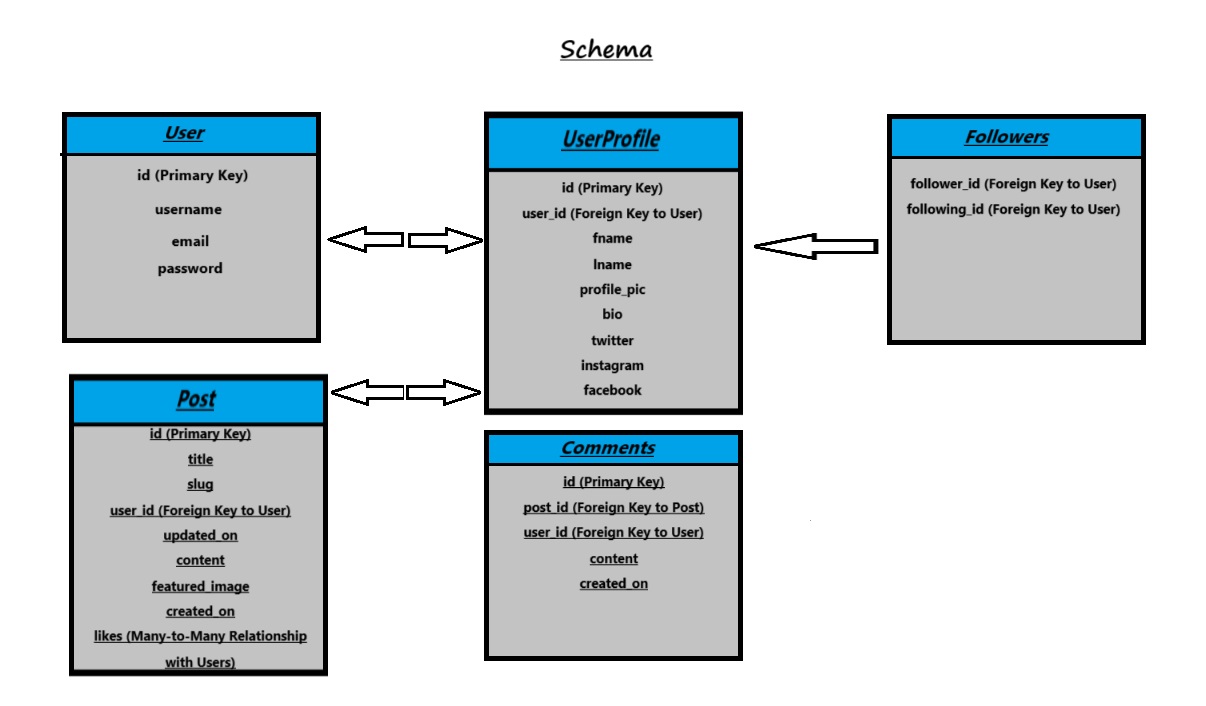 Schema
User
id (Primary Key)
username
email
password
UserProfile
id (Primary Key)
user_id (Foreign Key to User)
fname
lname
profile_pic
bio
twitter
instagram
facebook
Followers
follower_id (Foreign Key to User)
following_id (Foreign Key to User)
Post
id (Primary Key)
title
slug
user_id (Foreign Key to User)
updated_on
content
featured_image
created_on
likes (Many-to-Many Relationship
with Users)
Comments
id (Primary Key)
post_id (Foreign Key to Post)
user_id (Foreign Key to User)
content
created_on